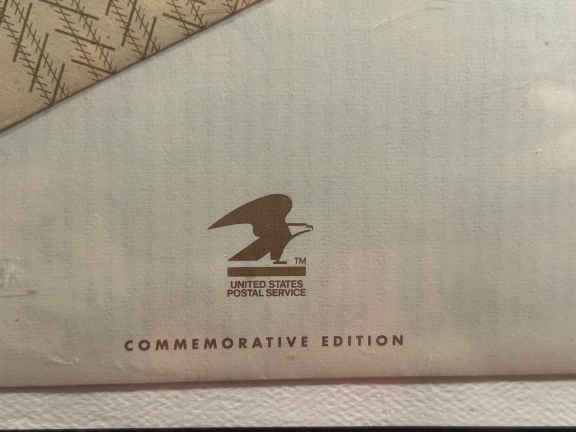 TM
UNITED STATES
POSTAL SERVICE
COMMEMORATIVE EDITION